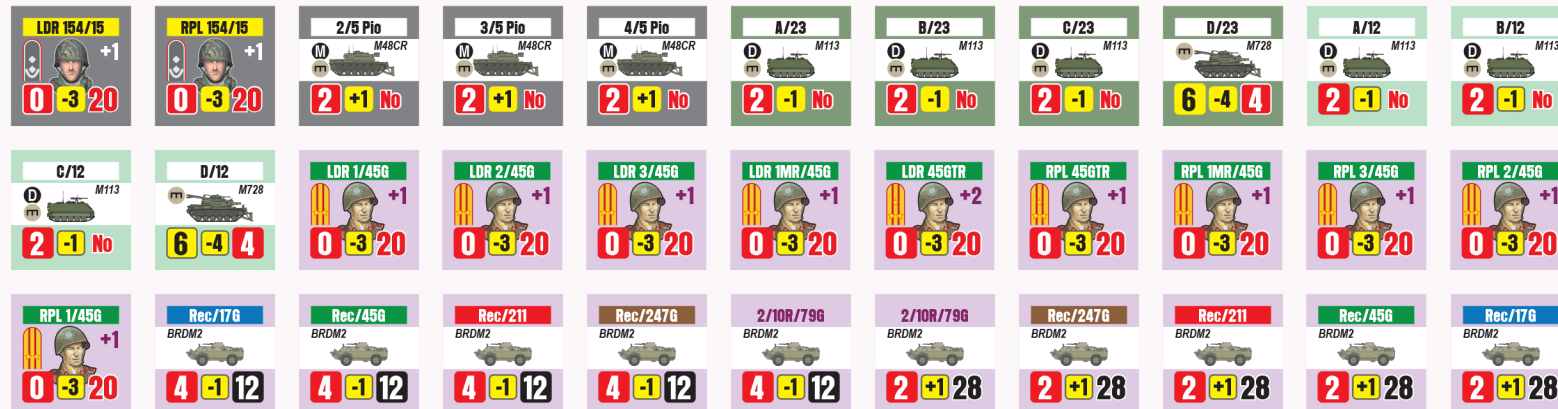 LDR 154/15 RPL 154/15 2/5 Pio 3/5 Pio 4/5 Pio A/23 B/23 C/23 D/23 A/12 B/12
+1 +1 M M48CR M M48CR M M48CR D M113 D M113 D M113 M728 D M113 D M113
E E E E E E E E E
0 -3 20 0 -3 20 2 +1 No 2 +1 No 2 +1 No 2 -1 No 2 -1 No 2 -1 No 6 -4 4 2 -1 No 2 -1 No
C/12 D/12 LDR 1/45G LDR 2/45G LDR 3/45G LDR 1MR/45G LDR 45GTR RPL 45GTR RPL 1MR/45G RPL 3/45G RPL 2/45G
D M113 E M728 +1 +1 +1 +1 +2 +1 +1 +1 +1
E
2 -1 No 6 -4 4 0 -3 20 0 -3 20 0 -3 20 0 -3 20 0 -3 20 0 -3 20 0 -3 20 0 -3 20 0 -3 20
RPL 1/45G Rec/17G Rec/45G Rec/211 Rec/247G 2/10R/79G 2/10R/79G Rec/247G Rec/211 Rec/45G Rec/17G
+1 BRDM2 BRDM2 BRDM2 BRDM2 BRDM2 BRDM2 BRDM2 BRDM2 BRDM2 BRDM2
0 -3 20 4 -1 12 4 -1 12 4 -1 12 4 -1 12 4 -1 12 2 +1 28 2 +1 28 2 +1 28 2 +1 28 2 +1 28